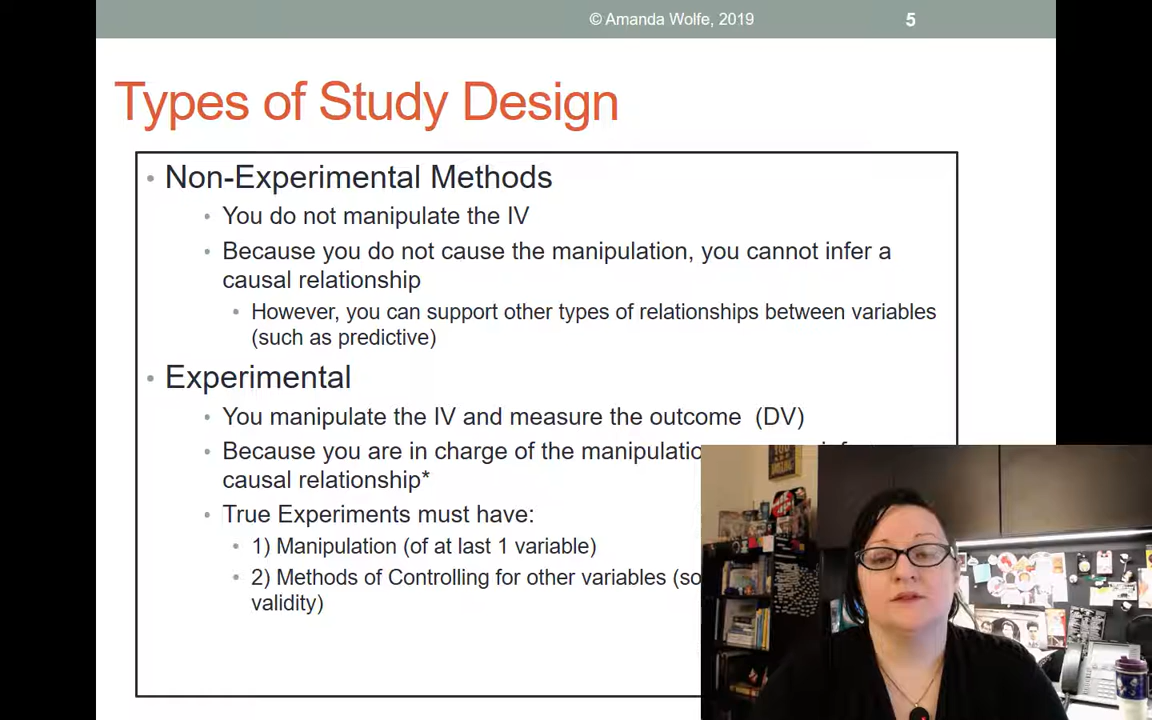 © Amanda Wolfe, 2019
5
Types of Study Design
• Non-Experimental Methods
• You do not manipulate the IV
• Because you do not cause the manipulation, you cannot infer a
causal relationship
• However, you can support other types of relationships between variables
(such as predictive)
• Experimental
• You manipulate the IV and measure the outcome (DV)
• Because you are in charge of the
causal relationship*
• True Experiments must have:
• 1) Manipulation (of at last 1 variable)
• 2) Methods of Controlling for other variables (so
validity)